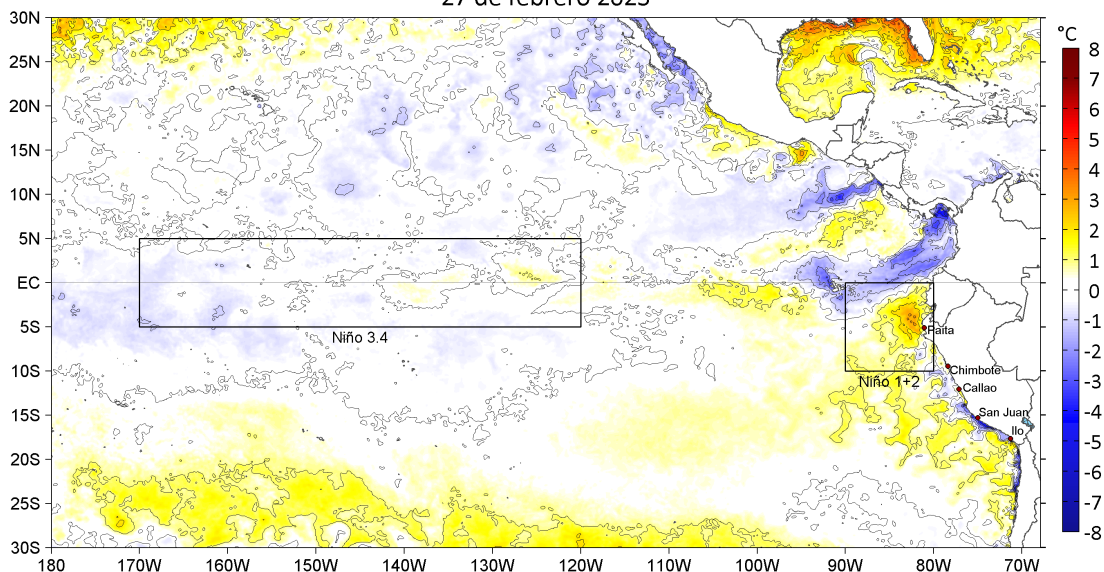 27 de febrero 2023
°C
30N
25N
20N
15N
10N
5N
EC
5S
10S
15S
20S
25S
30S
180
170W
160W
150W
140W
130W
120W
110W
100W
90W
80W
70W
Niño 3.4
Niño 1+2
Paita
Chimbote
Callao
San Juan
Ilo
8
7
6
5
4
3
2
1
0
-1
-2
-3
-4
-5
-6
-7
-8